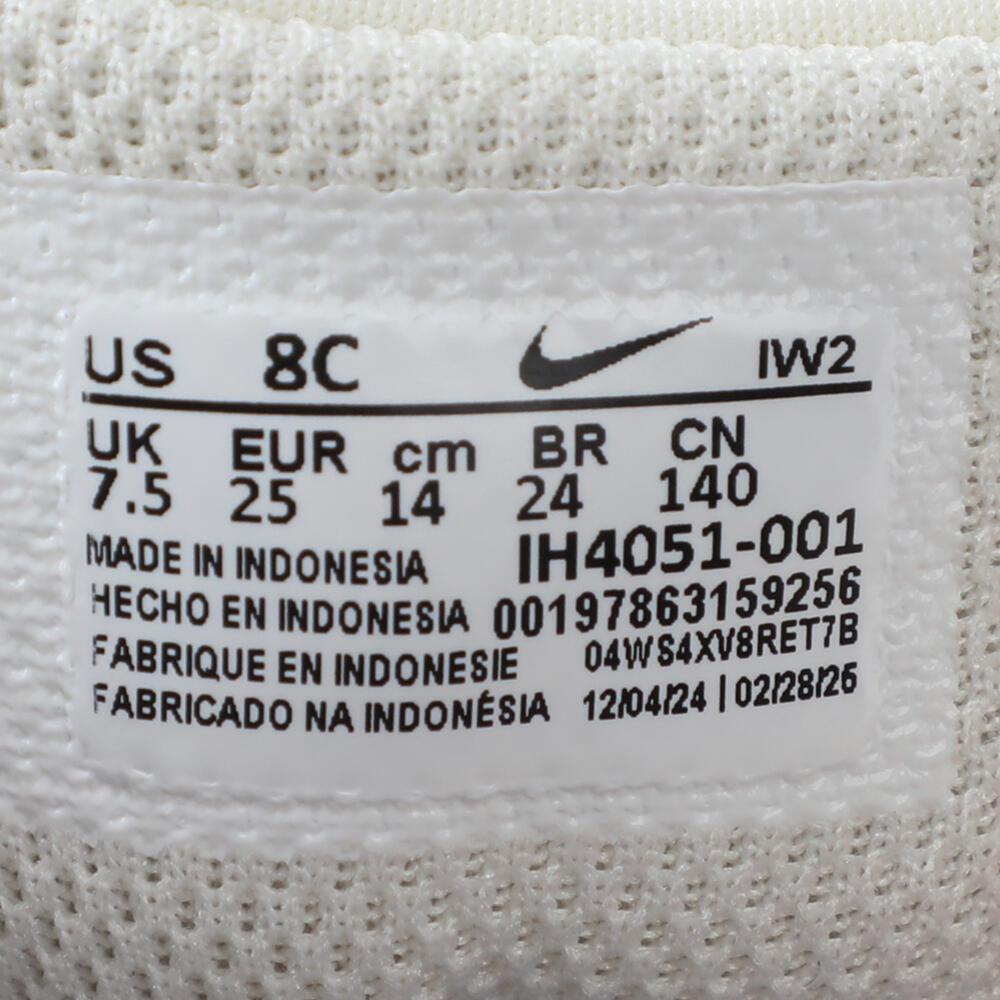 US 8C IW2
UK EUR cm BR CN
7.5 25 14 24 140
MADE IN INDONESIA IH4051-001
HECHO EN INDONESIA 00197863159256
FABRIQUE EN INDONESIE 04WS4XV8RET7B
FABRICADO NA INDONÉSIA 12/04/24 | 02/28/25